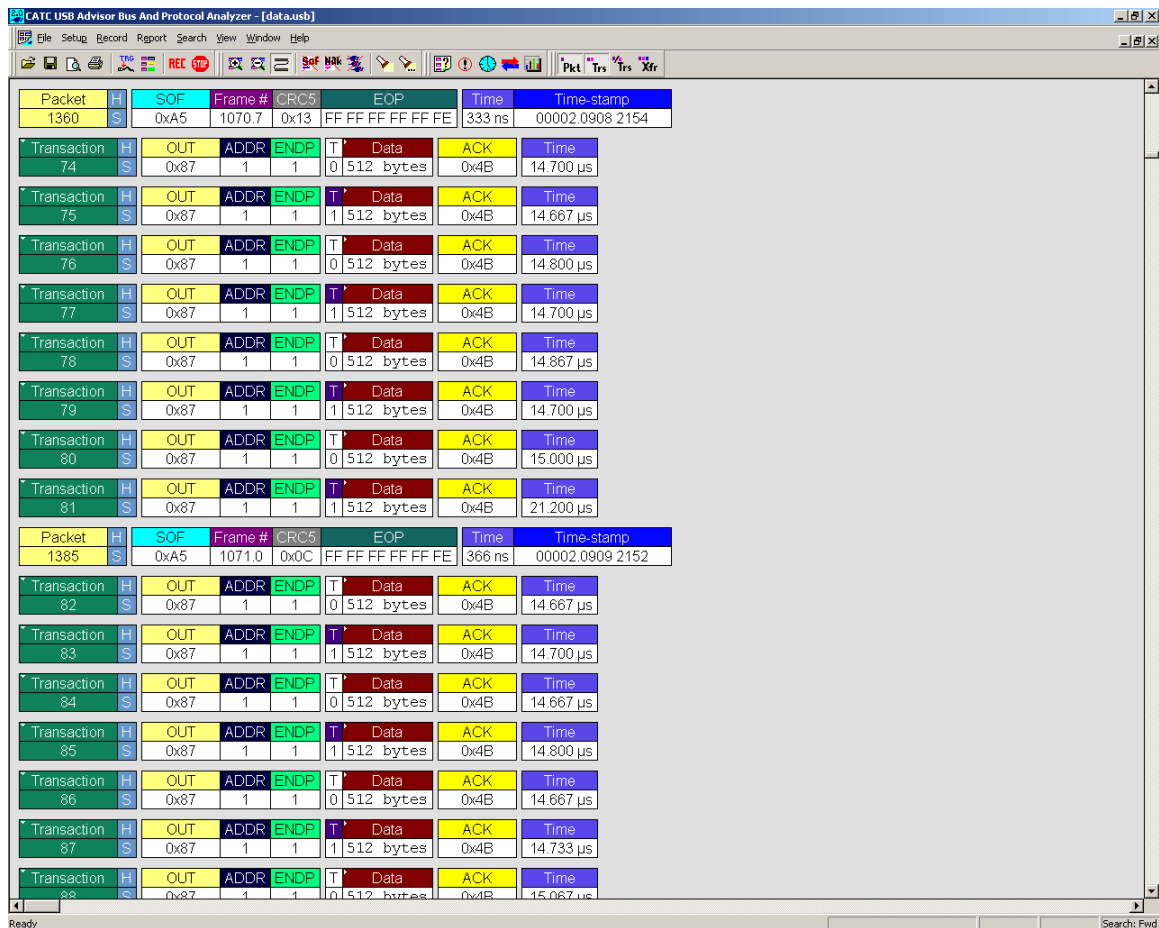 CATC USB Advisor Bus And Protocol Analyzer - [data.usb]
File Setup Record Report Search View Window Help
TRG REC STOP Sof Nak Pkt Trs Trs Xfr
Packet H SOF Frame # CRC5 EOP Time Time-stamp
1360 S 0xA5 1070.7 0x13 FF FF FF FF FF FE 333 ns 00002.0908 2154
Transaction H OUT ADDR ENDP T Data ACK Time
74 S 0x87 1 1 0 512 bytes 0x4B 14.700 µs
Transaction H OUT ADDR ENDP T Data ACK Time
75 S 0x87 1 1 1 512 bytes 0x4B 14.667 µs
Transaction H OUT ADDR ENDP T Data ACK Time
76 S 0x87 1 1 0 512 bytes 0x4B 14.800 µs
Transaction H OUT ADDR ENDP T Data ACK Time
77 S 0x87 1 1 1 512 bytes 0x4B 14.700 µs
Transaction H OUT ADDR ENDP T Data ACK Time
78 S 0x87 1 1 0 512 bytes 0x4B 14.867 µs
Transaction H OUT ADDR ENDP T Data ACK Time
79 S 0x87 1 1 1 512 bytes 0x4B 14.700 µs
Transaction H OUT ADDR ENDP T Data ACK Time
80 S 0x87 1 1 0 512 bytes 0x4B 15.000 µs
Transaction H OUT ADDR ENDP T Data ACK Time
81 S 0x87 1 1 1 512 bytes 0x4B 21.200 µs
Packet H SOF Frame # CRC5 EOP Time Time-stamp
1385 S 0xA5 1071.0 0x0C FF FF FF FF FF FE 366 ns 00002.0909 2152
Transaction H OUT ADDR ENDP T Data ACK Time
82 S 0x87 1 1 0 512 bytes 0x4B 14.667 µs
Transaction H OUT ADDR ENDP T Data ACK Time
83 S 0x87 1 1 1 512 bytes 0x4B 14.700 µs
Transaction H OUT ADDR ENDP T Data ACK Time
84 S 0x87 1 1 0 512 bytes 0x4B 14.667 µs
Transaction H OUT ADDR ENDP T Data ACK Time
85 S 0x87 1 1 1 512 bytes 0x4B 14.800 µs
Transaction H OUT ADDR ENDP T Data ACK Time
86 S 0x87 1 1 0 512 bytes 0x4B 14.667 µs
Transaction H OUT ADDR ENDP T Data ACK Time
87 S 0x87 1 1 1 512 bytes 0x4B 14.733 µs
Transaction H OUT ADDR ENDP T Data ACK Time
88 S 0x87 1 1 0 512 bytes 0x4B 15.067 µs
Ready Search: Fwd